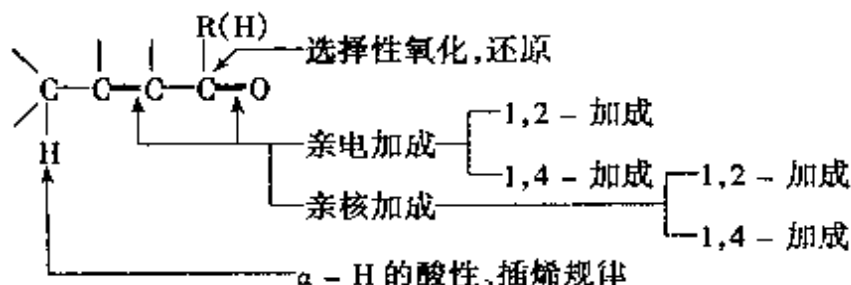 R(H)
选择性氧化,还原
C—C=C—C=O
H
亲电加成
1,2-加成
1,4-加成
亲核加成
1,2-加成
1,4-加成
α-H的酸性、插烯规律